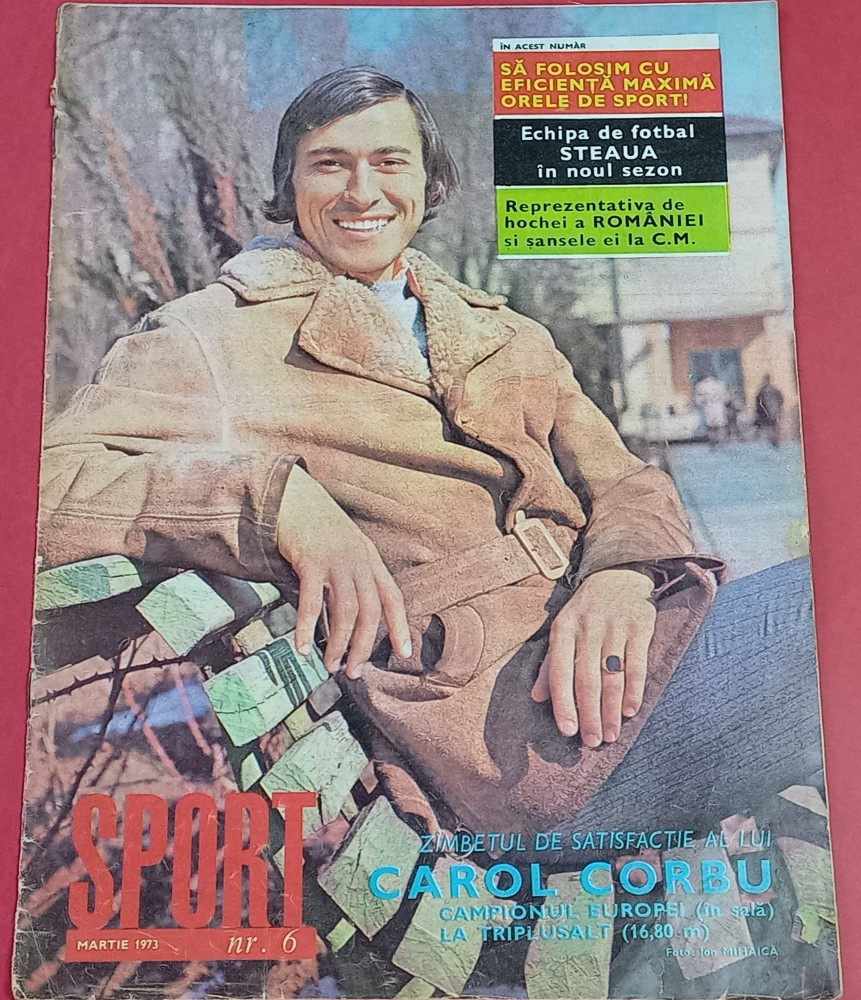 ÎN ACEST NUMĂR
SĂ FOLOSIM CU
EFICIENȚĂ MAXIMĂ
ORELE DE SPORT!
Echipa de fotbal
STEAUA
în noul sezon
Reprezentativa de
hochei a ROMÂNIEI
și șansele ei la C.M.
SPORT
MARTIE 1973 nr. 6
ZIMBETUL DE SATISFACȚIE AL LUI
CAROL CORBU
CAMPIONUL EUROPEI (în sală)
LA TRIPLUSALT (16,80 m)
Foto: Ion MIHĂICĂ